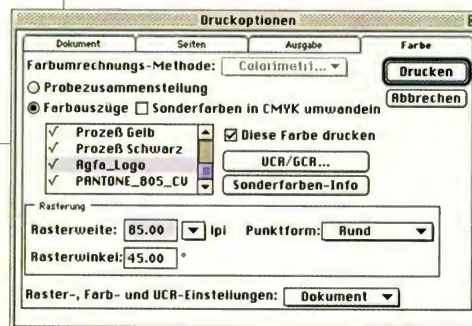 Druckoptionen
Dokument Seiten Ausgabe Farbe
Farbumrechnungs-Methode: Colorimetri...
Drucken
Probezusammenstellung
Abbrechen
Farbauszüge Sonderfarben in CMYK umwandeln
Prozeß Gelb
Prozeß Schwarz
Agfa_Logo
PANTONE_805_CU
Diese Farbe drucken
UCR/GCR...
Sonderfarben-Info
Rasterung
Rasterweite: 85.00 lpi Punktform: Rund
Rasterwinkel: 45.00 °
Raster-, Farb- und UCR-Einstellungen: Dokument